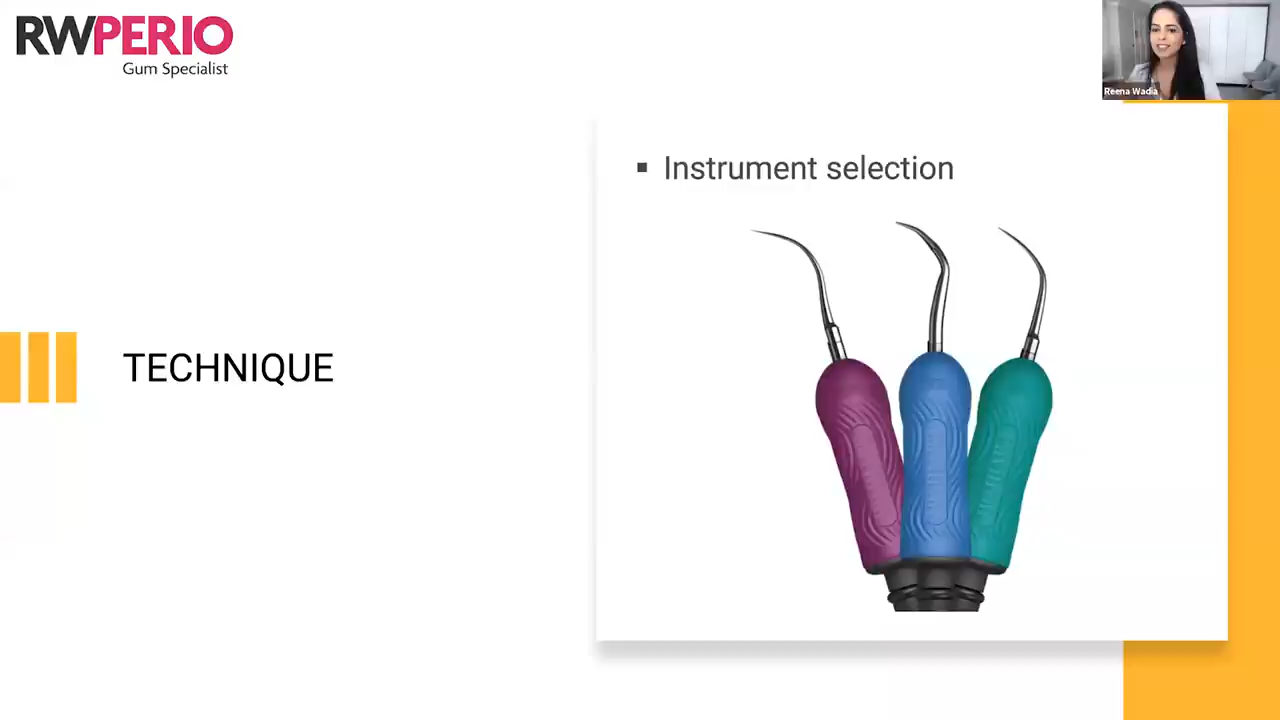 RWPERIO
Gum Specialist
Reena Wadia
▪ Instrument selection
TECHNIQUE